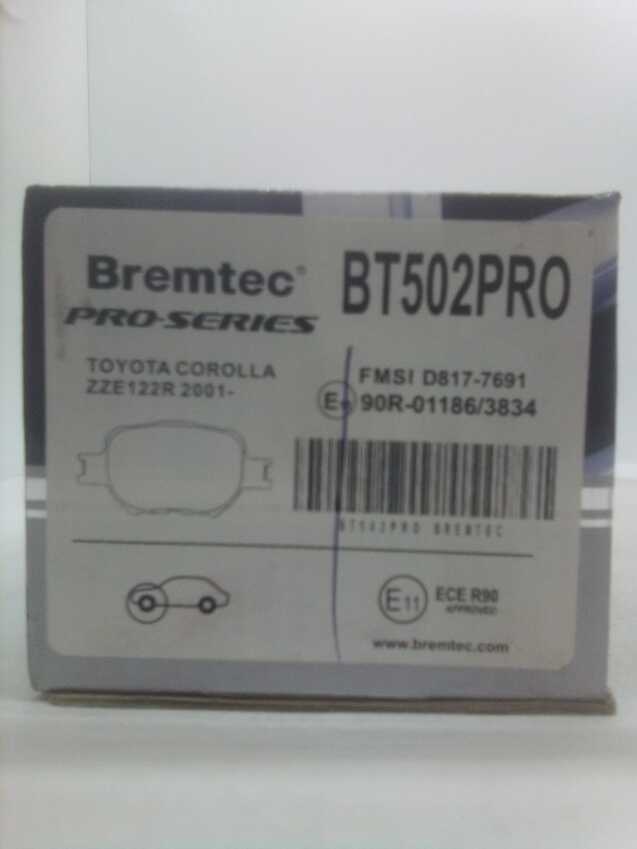 Bremtec®
PRO-SERIES
BT502PRO
TOYOTA COROLLA
ZZE122R 2001-
FMSI D817-7691
90R-01186/3834
BT502PRO BREMTEC
E11
ECE R90
APPROVED
www.bremtec.com